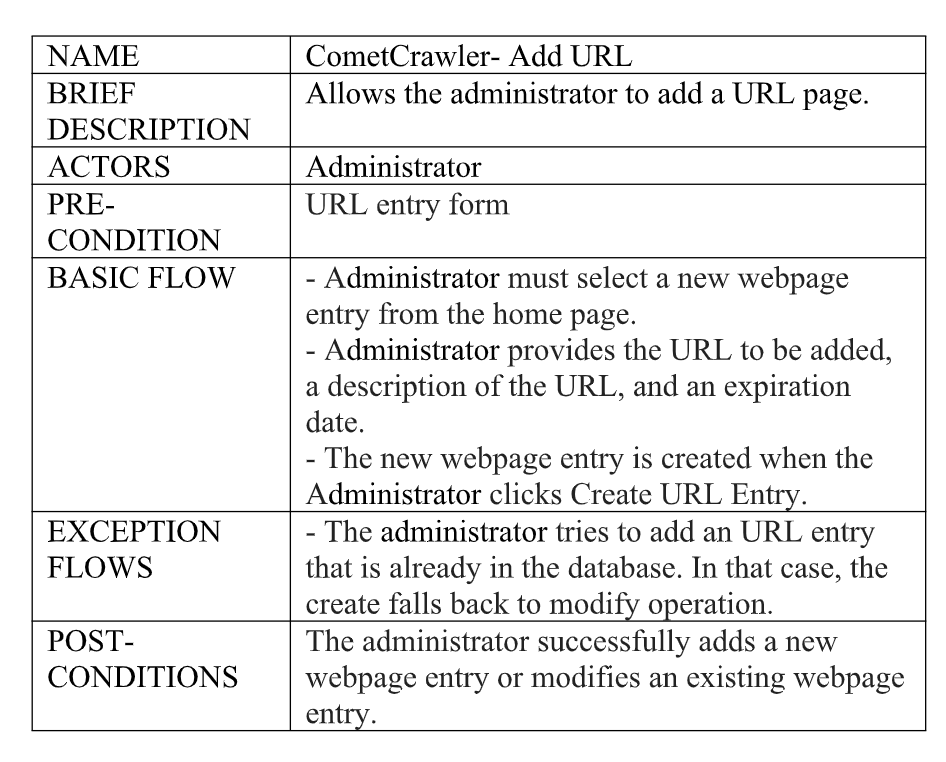 NAME
CometCrawler- Add URL
BRIEF
DESCRIPTION
Allows the administrator to add a URL page.
ACTORS
Administrator
PRE-
CONDITION
URL entry form
BASIC FLOW
- Administrator must select a new webpage
entry from the home page.
- Administrator provides the URL to be added,
a description of the URL, and an expiration
date.
- The new webpage entry is created when the
Administrator clicks Create URL Entry.
EXCEPTION
FLOWS
- The administrator tries to add an URL entry
that is already in the database. In that case, the
create falls back to modify operation.
POST-
CONDITIONS
The administrator successfully adds a new
webpage entry or modifies an existing webpage
entry.